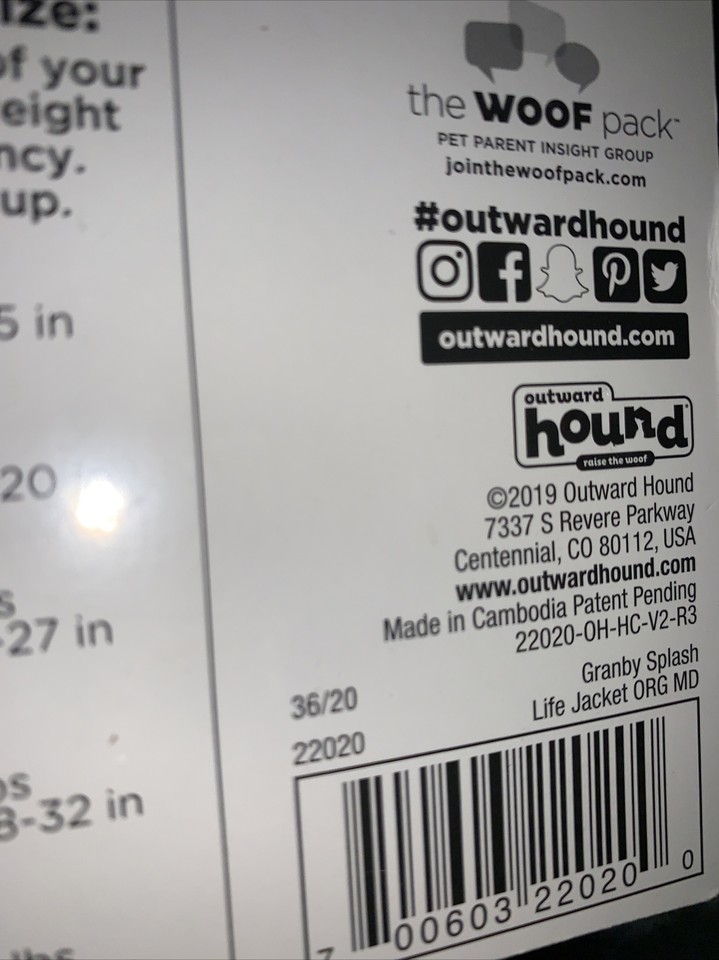 ize:
of your
eight
ncy.
up.
5 in
20
s
-27 in
3-32 in
lbs
the WOOF pack™
PET PARENT INSIGHT GROUP
jointhewoofpack.com
#outwardhound
outwardhound.com
outward
hound
raise the woof
©2019 Outward Hound
7337 S Revere Parkway
Centennial, CO 80112, USA
www.outwardhound.com
Made in Cambodia Patent Pending
22020-OH-HC-V2-R3
Granby Splash
Life Jacket ORG MD
36/20
22020
7 00603 22020 0